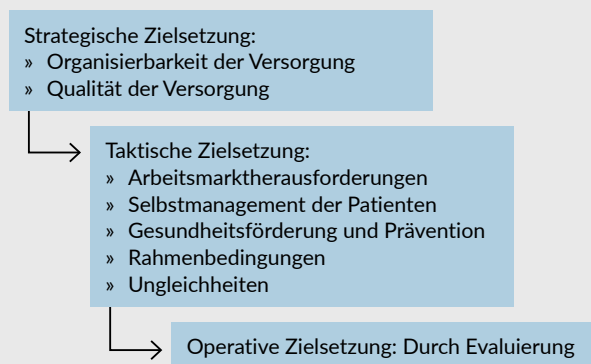 Strategische Zielsetzung:
» Organisierbarkeit der Versorgung
» Qualität der Versorgung
Taktische Zielsetzung:
» Arbeitsmarktherausforderungen
» Selbstmanagement der Patienten
» Gesundheitsförderung und Prävention
» Rahmenbedingungen
» Ungleichheiten
Operative Zielsetzung: Durch Evaluierung